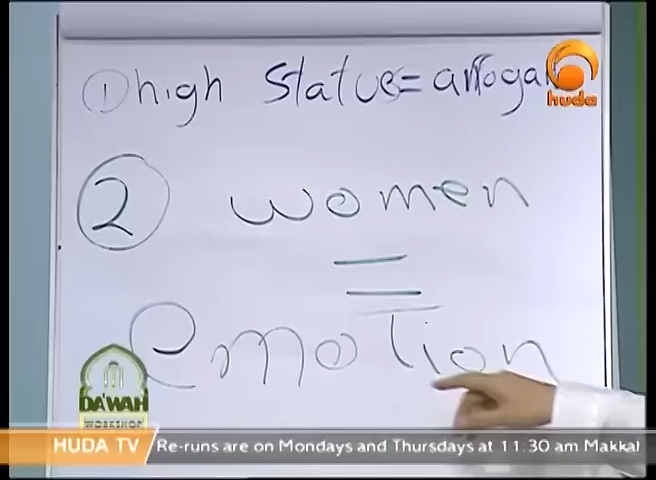 ① high status = arrogan
huda
② women
=
emotion
DA'WAH
WORKSHOP
HUDA TV
Re-runs are on Mondays and Thursdays at 11:30 am Makkal